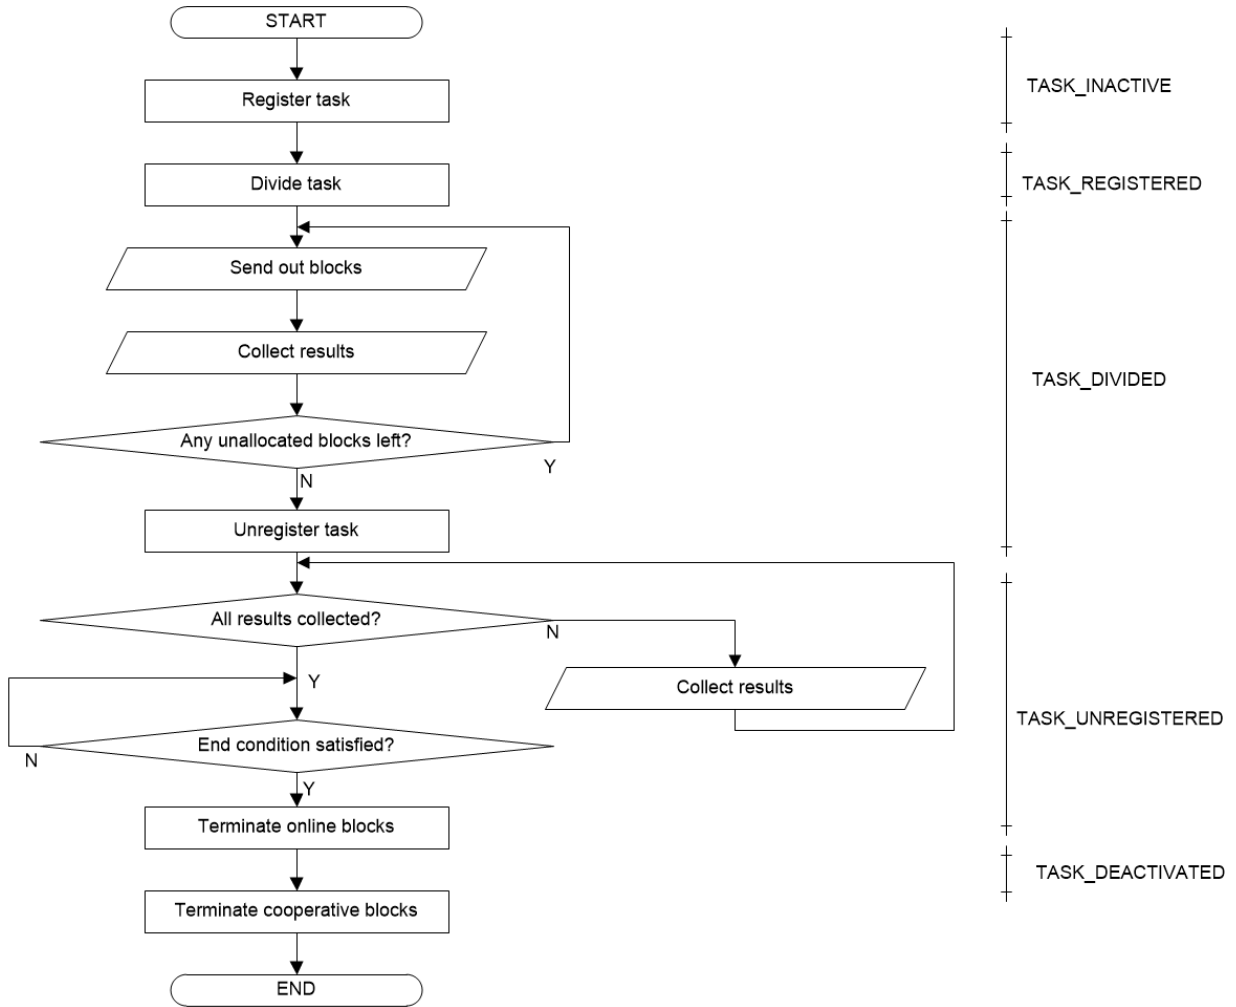 START
TASK_INACTIVE
Register task
Divide task
TASK_REGISTERED
Send out blocks
Collect results
TASK_DIVIDED
Any unallocated blocks left?
Y
N
Unregister task
All results collected?
N
Y
Collect results
TASK_UNREGISTERED
End condition satisfied?
N
Y
Terminate online blocks
TASK_DEACTIVATED
Terminate cooperative blocks
END